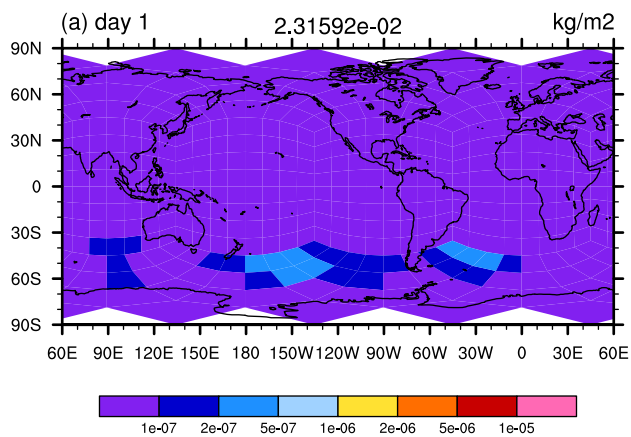 (a) day 1 2.31592e-02 kg/m2
90N
60N
30N
0
30S
60S
90S
60E 90E 120E 150E 180 150W 120W 90W 60W 30W 0 30E 60E
1e-07 2e-07 5e-07 1e-06 2e-06 5e-06 1e-05